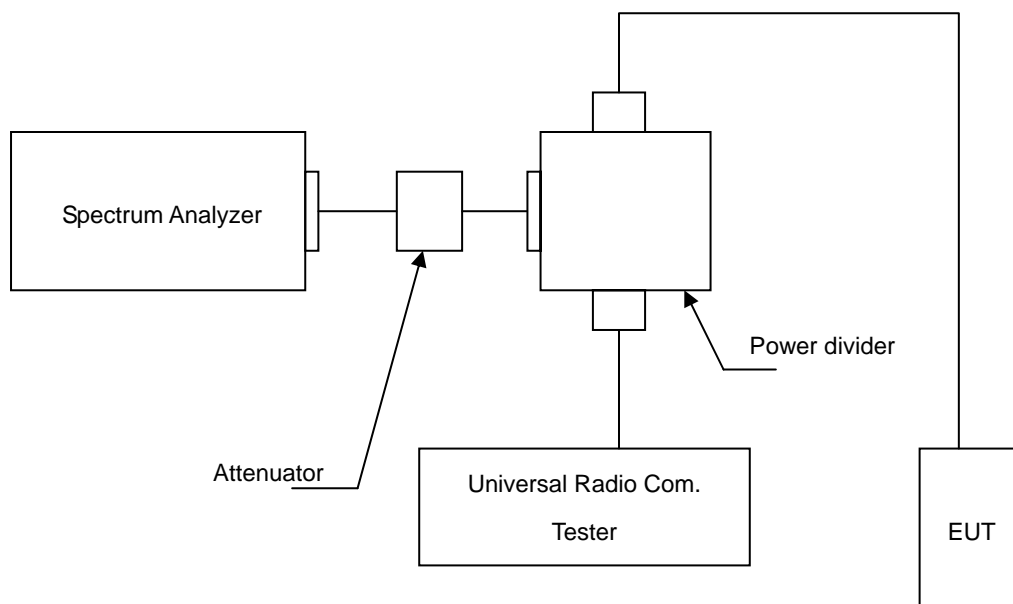 Spectrum Analyzer
Power divider
Attenuator
Universal Radio Com.
Tester
EUT